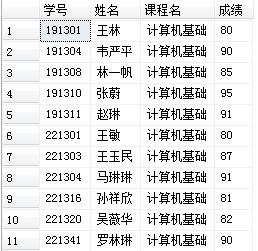 学号 姓名 课程名 成绩
1 191301 王林 计算机基础 80
2 191304 韦严平 计算机基础 90
3 191308 林一帆 计算机基础 85
4 191310 张蔚 计算机基础 95
5 191311 赵琳 计算机基础 91
6 221301 王敏 计算机基础 80
7 221303 王玉民 计算机基础 87
8 221304 马琳琳 计算机基础 91
9 221316 孙祥欣 计算机基础 81
10 221320 吴薇华 计算机基础 82
11 221341 罗林琳 计算机基础 90